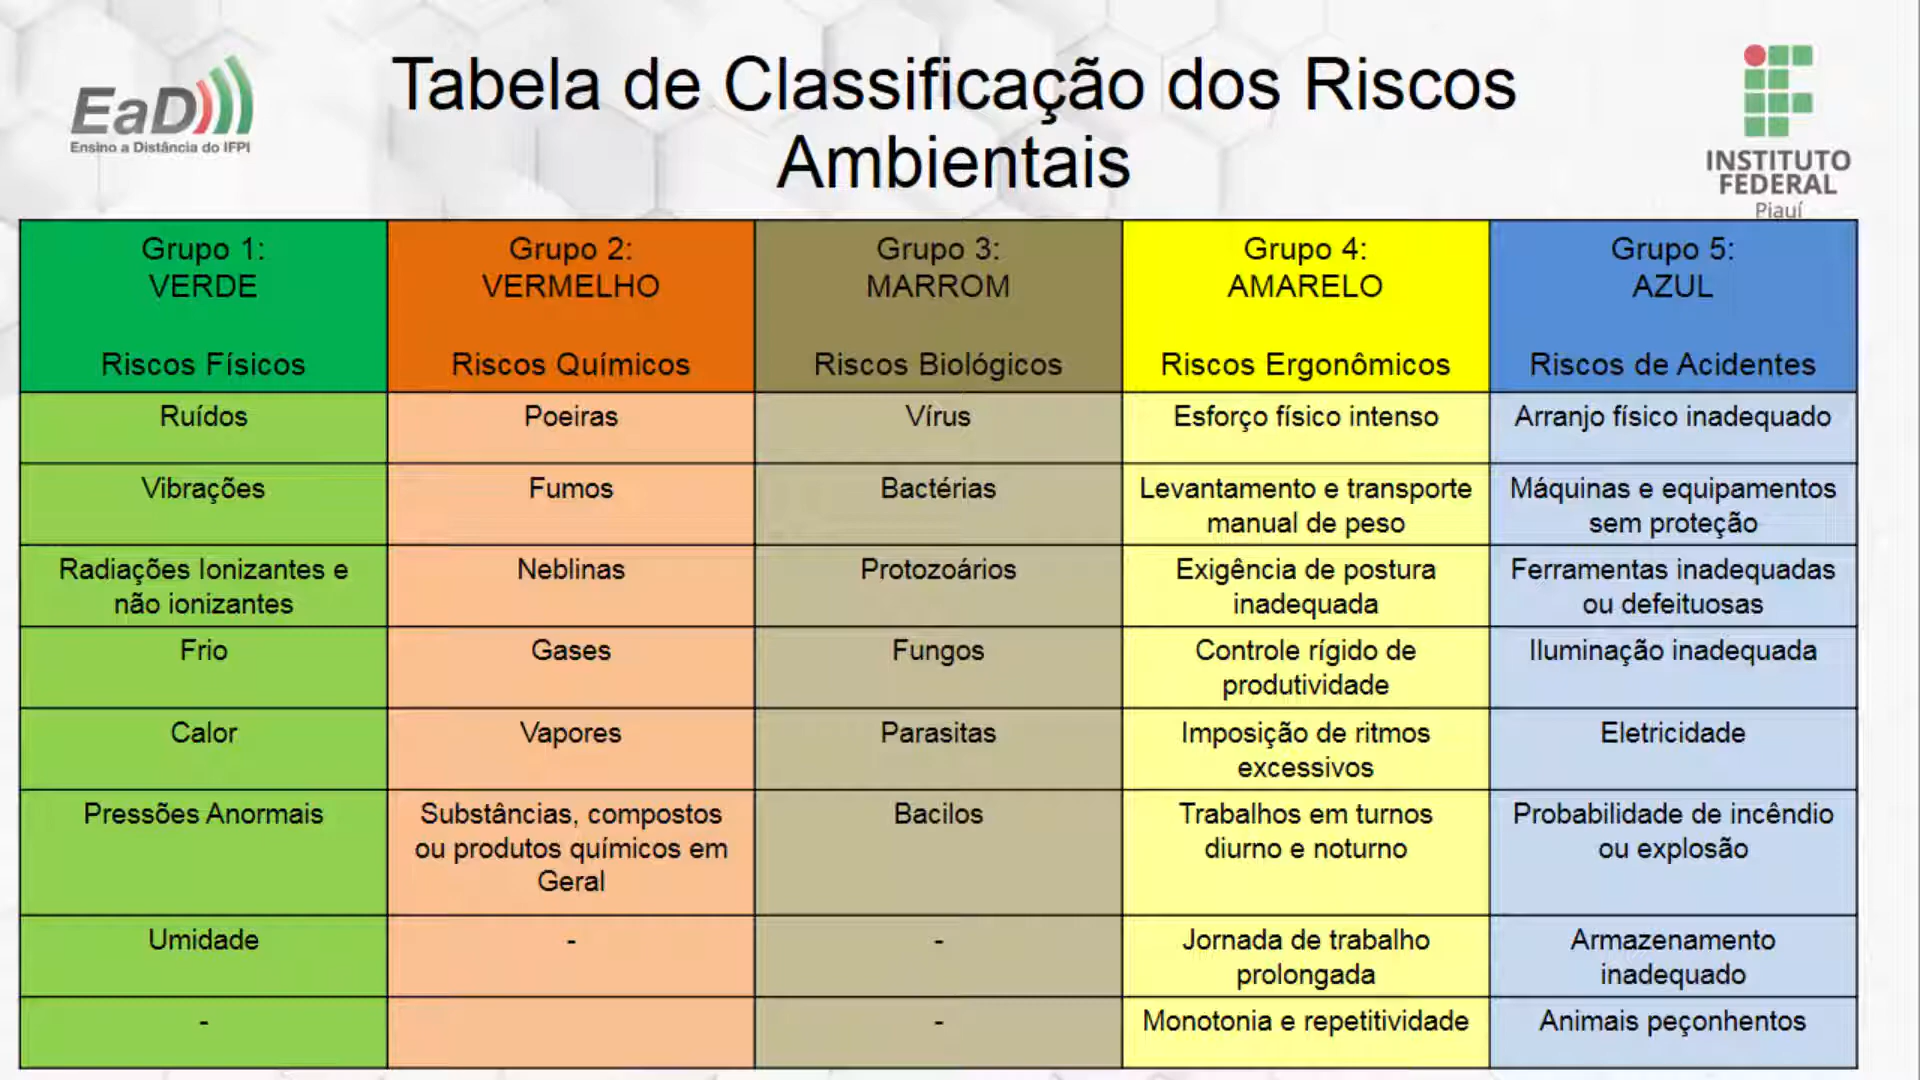 EaD
Ensino a Distância do IFPI
Tabela de Classificação dos Riscos
Ambientais
INSTITUTO
FEDERAL
Piauí
Grupo 1:
VERDE
Riscos Físicos
Grupo 2:
VERMELHO
Riscos Químicos
Grupo 3:
MARROM
Riscos Biológicos
Grupo 4:
AMARELO
Riscos Ergonômicos
Grupo 5:
AZUL
Riscos de Acidentes
Ruídos
Poeiras
Vírus
Esforço físico intenso
Arranjo físico inadequado
Vibrações
Fumos
Bactérias
Levantamento e transporte
manual de peso
Máquinas e equipamentos
sem proteção
Radiações Ionizantes e
não ionizantes
Neblinas
Protozoários
Exigência de postura
inadequada
Ferramentas inadequadas
ou defeituosas
Frio
Gases
Fungos
Controle rígido de
produtividade
Iluminação inadequada
Calor
Vapores
Parasitas
Imposição de ritmos
excessivos
Eletricidade
Pressões Anormais
Substâncias, compostos
ou produtos químicos em
Geral
Bacilos
Trabalhos em turnos
diurno e noturno
Probabilidade de incêndio
ou explosão
Umidade
-
-
Jornada de trabalho
prolongada
Armazenamento
inadequado
-
-
Monotonia e repetitividade
Animais peçonhentos